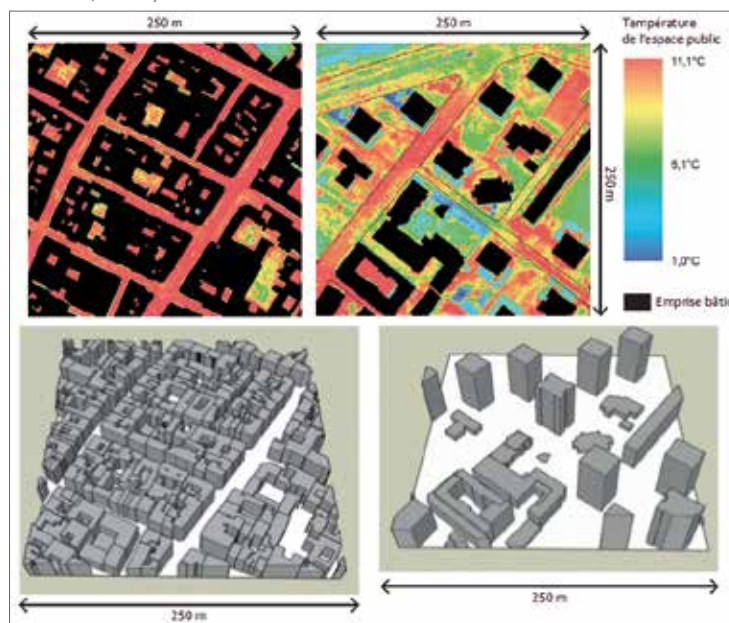 250 m
250 m
Température
de l'espace public
11,1°C
6,1°C
1,0°C
250 m
Emprise bâti
250 m
250 m